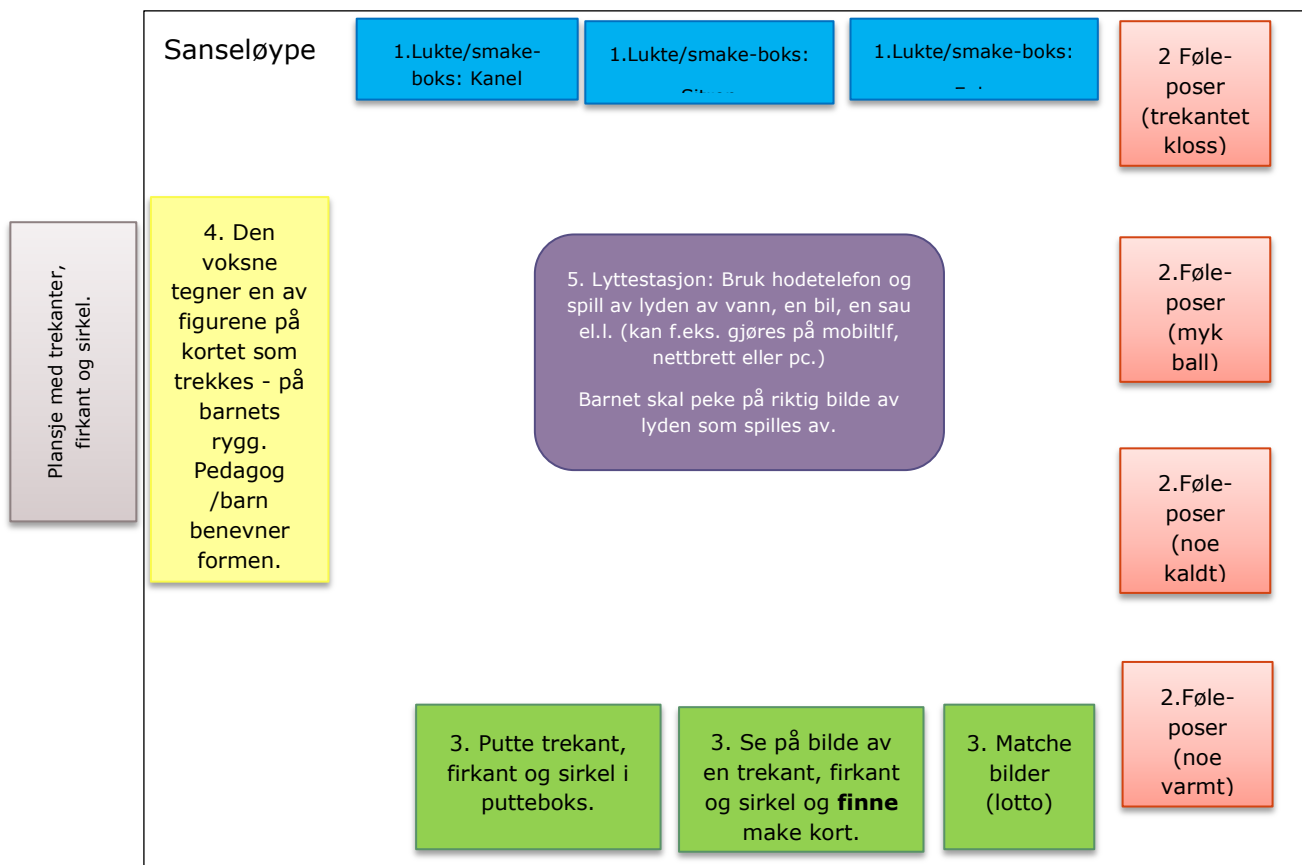 Sanseløype
1.Lukte/smake-
boks: Kanel
1.Lukte/smake-boks:
1.Lukte/smake-boks:
2 Føle-
poser
(trekantet
kloss)
2.Føle-
poser
(myk
ball)
2.Føle-
poser
(noe
kaldt)
2.Føle-
poser
(noe
varmt)
3. Matche
bilder
(lotto)
3. Se på bilde av
en trekant, firkant
og sirkel og finne
make kort.
3. Putte trekant,
firkant og sirkel i
putteboks.
4. Den
voksne
tegner en av
figurene på
kortet som
trekkes - på
barnets
rygg.
Pedagog
/barn
benevner
formen.
Plansje med trekanter,
firkant og sirkel.
5. Lyttestasjon: Bruk hodetelefon og
spill av lyden av vann, en bil, en sau
el.l. (kan f.eks. gjøres på mobiltlf,
nettbrett eller pc.)
Barnet skal peke på riktig bilde av
lyden som spilles av.